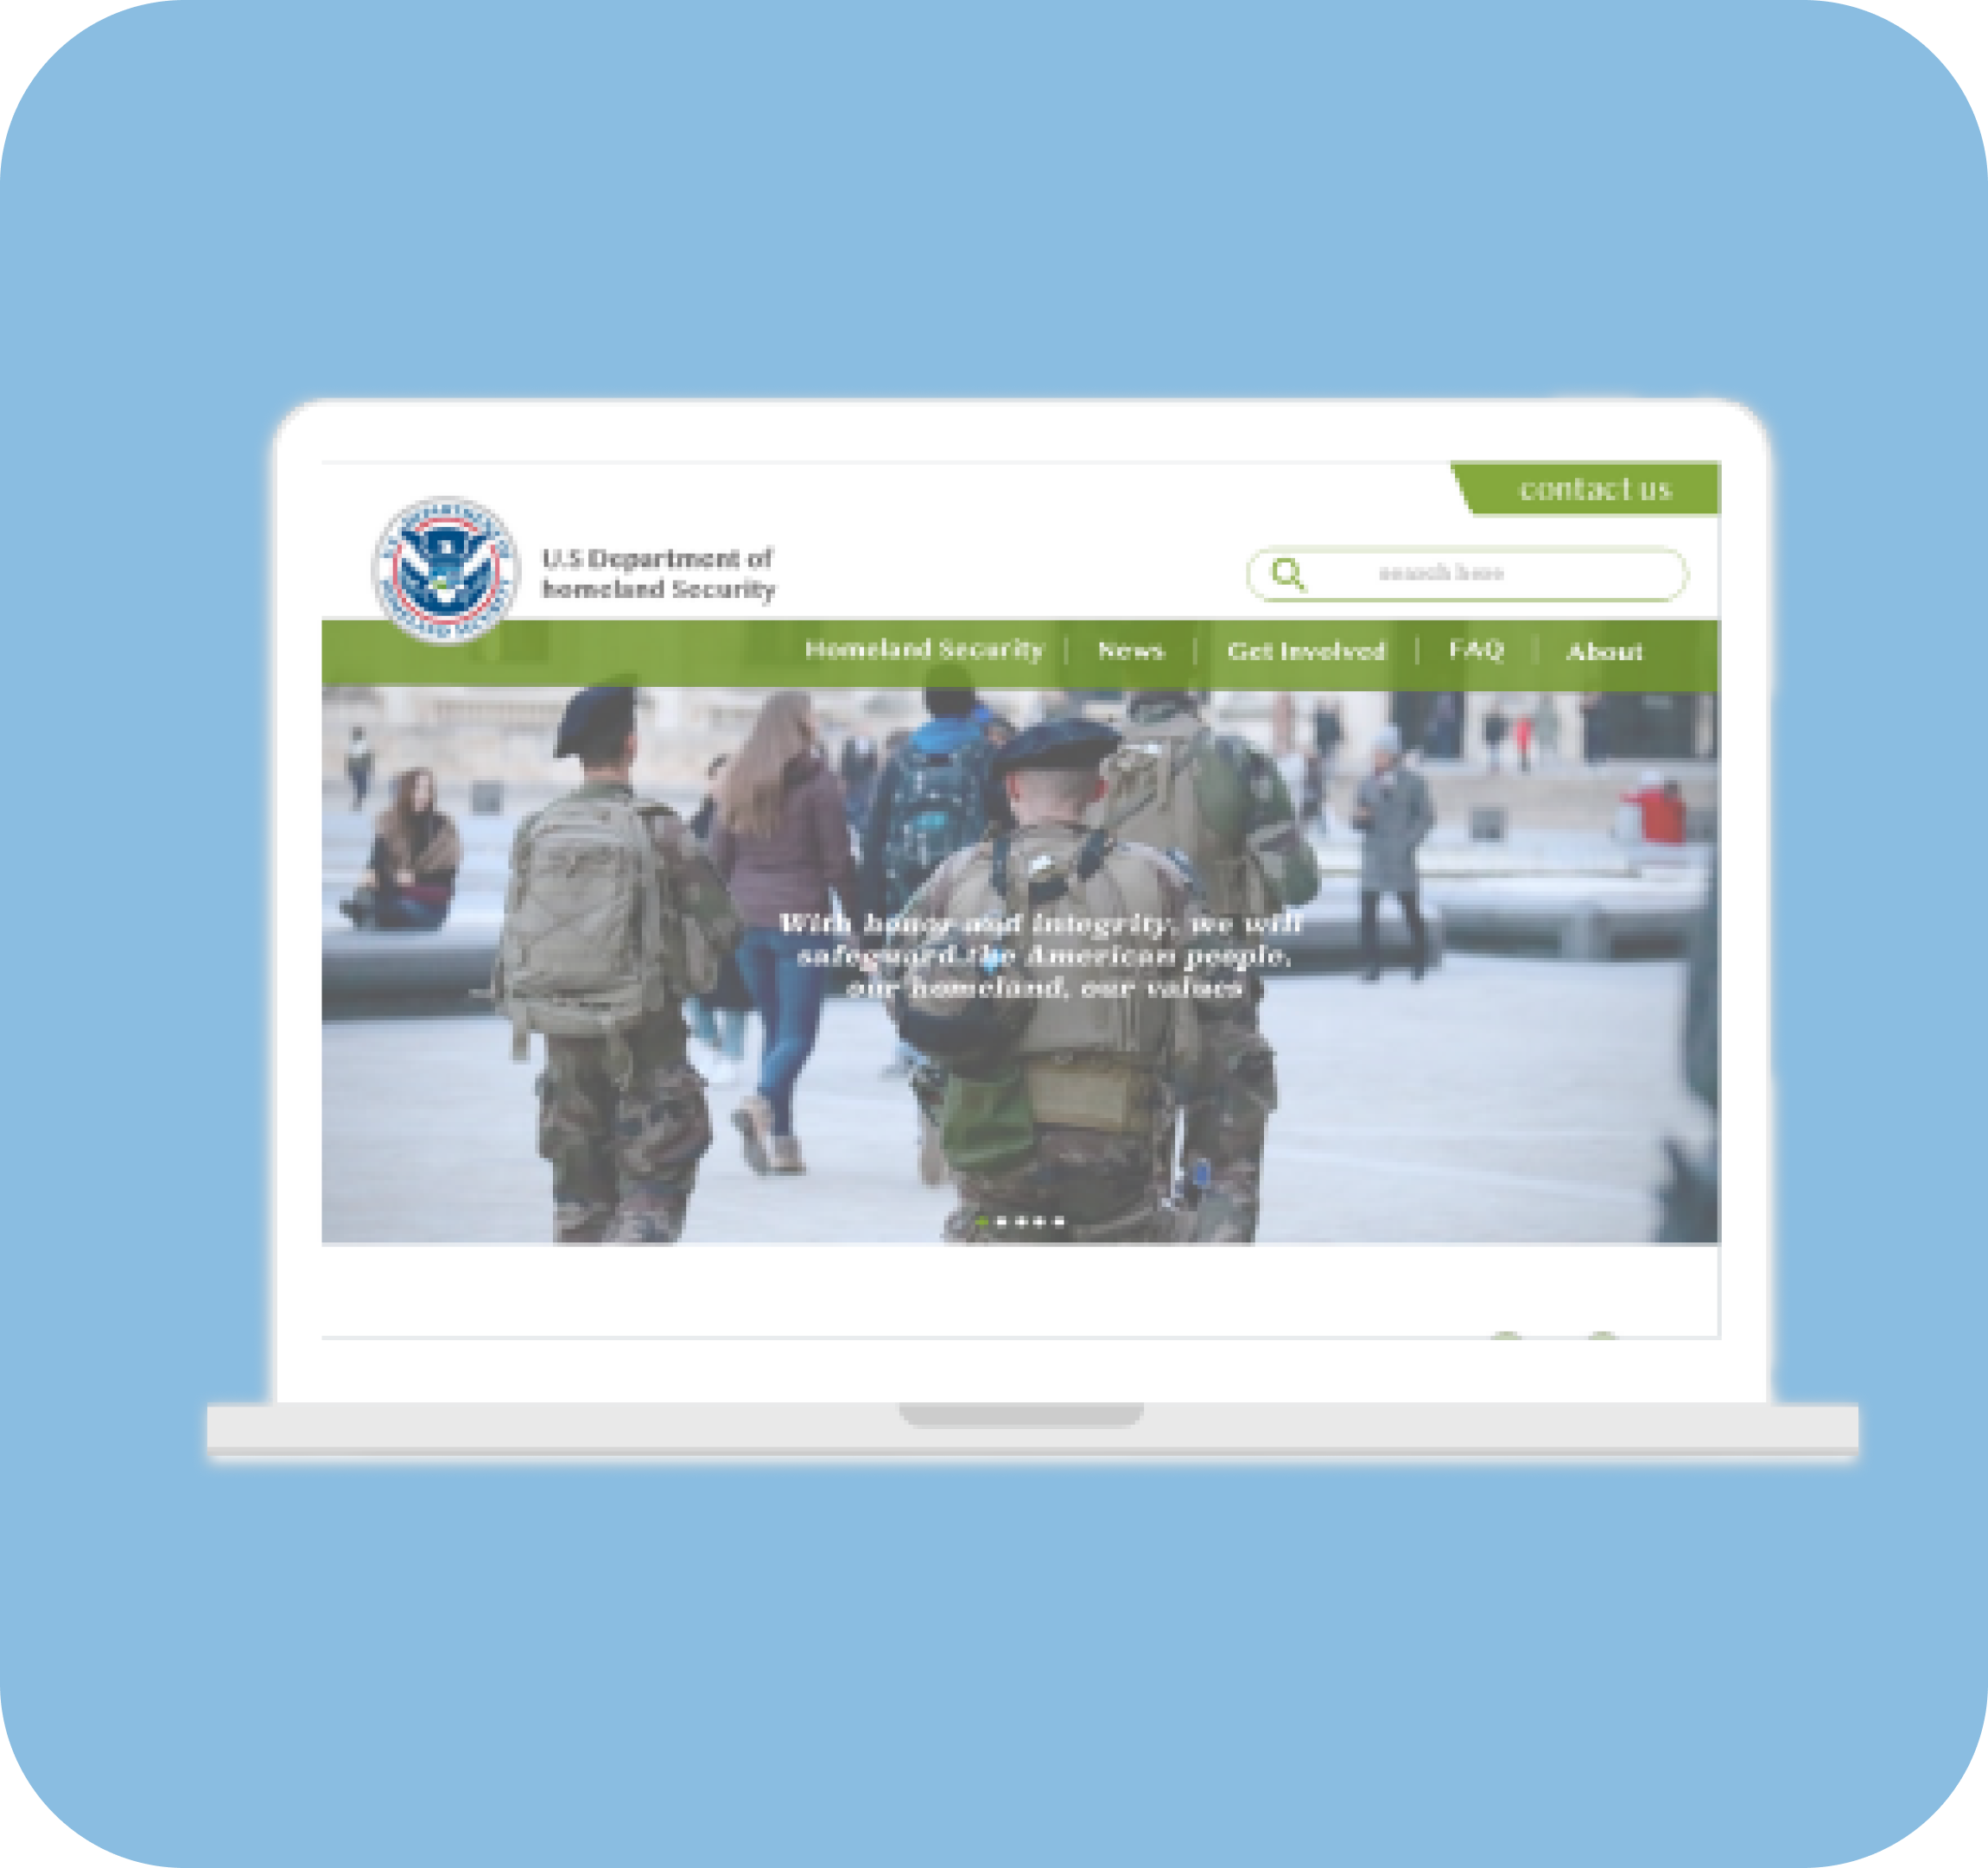 contact us
U.S Department of
homeland Security
search here
Homeland Security
News
Get Involved
FAQ
About
With honor and integrity, we will
safeguard the American people,
our homeland, our values